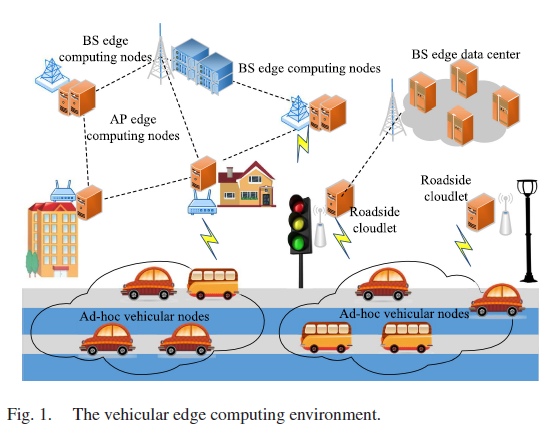 BS edge
computing nodes
BS edge computing nodes
BS edge data center
AP edge
computing nodes
Roadside
cloudlet
Roadside
cloudlet
Ad-hoc vehicular nodes
Ad-hoc vehicular nodes
Fig. 1. The vehicular edge computing environment.